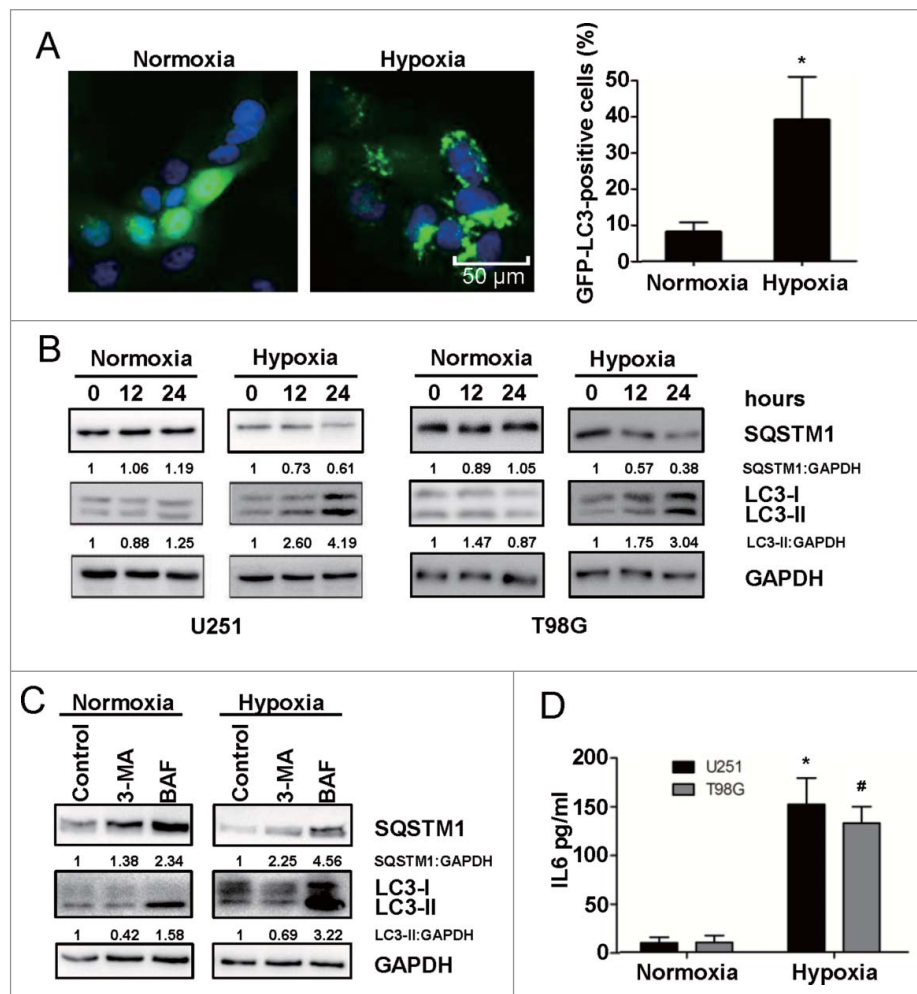 A
Normoxia
Hypoxia
50 µm
GFP-LC3-positive cells (%)
50
40
30
20
10
0
*
Normoxia Hypoxia
B
Normoxia Hypoxia Normoxia Hypoxia
0 12 24 0 12 24 0 12 24 0 12 24 hours
SQSTM1
1 1.06 1.19 1 0.73 0.61 1 0.89 1.05 1 0.57 0.38 SQSTM1:GAPDH
LC3-I
LC3-II
1 0.88 1.25 1 2.60 4.19 1 1.47 0.87 1 1.75 3.04 LC3-II:GAPDH
GAPDH
U251 T98G
C
Normoxia Hypoxia
Control 3-MA BAF Control 3-MA BAF
SQSTM1
1 1.38 2.34 1 2.25 4.56 SQSTM1:GAPDH
LC3-I
LC3-II
1 0.42 1.58 1 0.69 3.22 LC3-II:GAPDH
GAPDH
D
IL6 pg/ml
200
150
100
50
0
U251
T98G
*
#
Normoxia Hypoxia